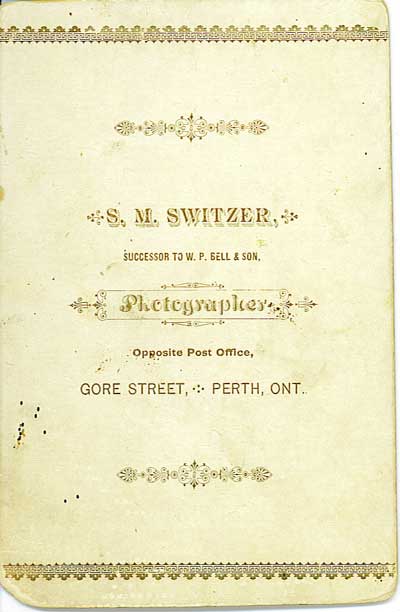 S. M. SWITZER,
SUCCESSOR TO W. P. BELL & SON,
Photographer,
Opposite Post Office,
GORE STREET, PERTH, ONT.